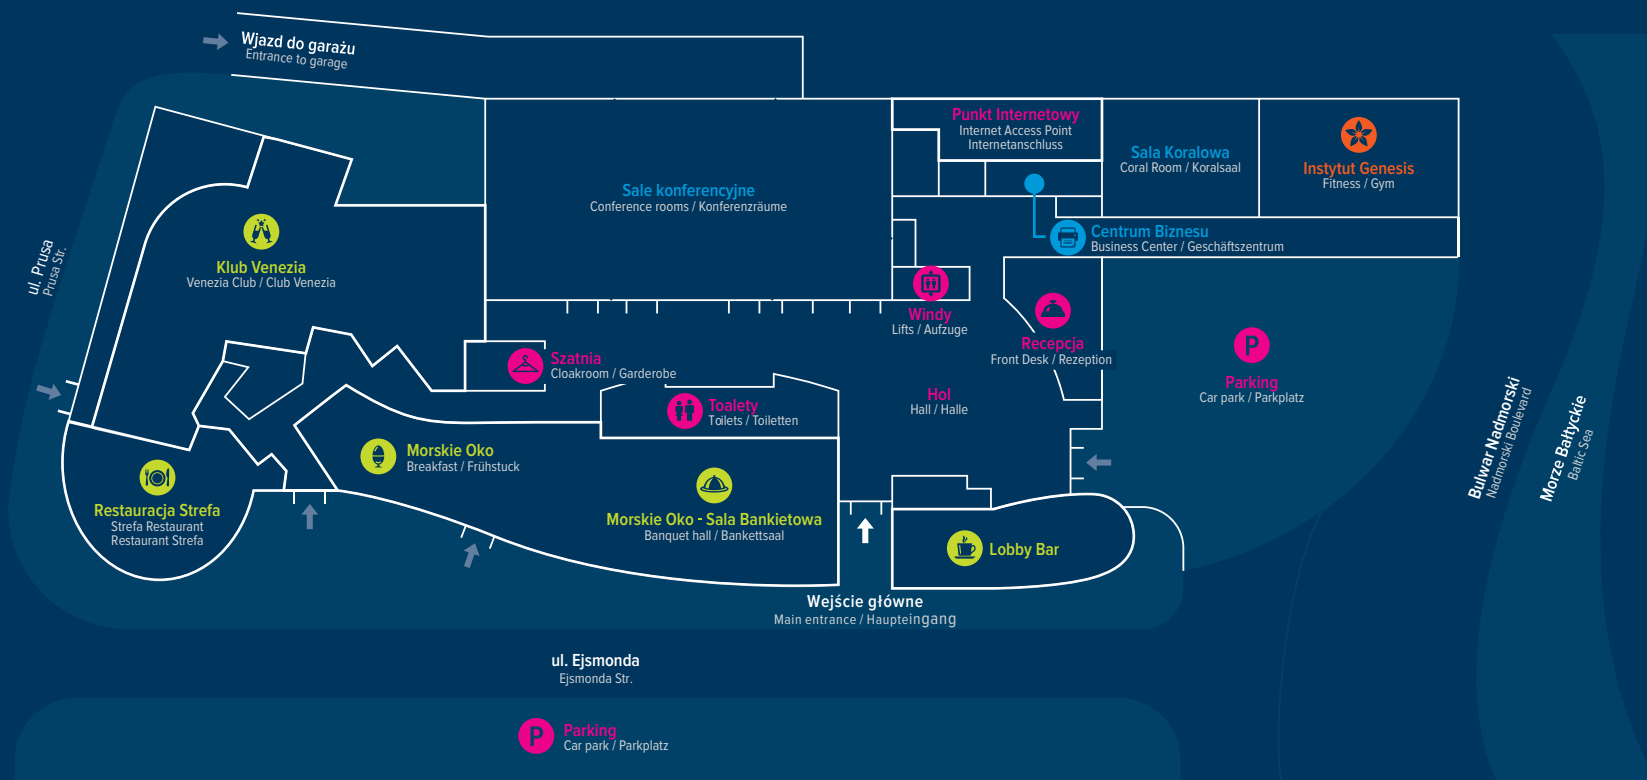 Wjazd do garażu
Entrance to garage
Punkt Internetowy
Internet Access Point
Internetanschluss
Sala Koralowa
Coral Room / Koralsaal
Instytut Genesis
Fitness / Gym
Sale konferencyjne
Conference rooms / Konferenzräume
Centrum Biznesu
Business Center / Geschäftszentrum
ul. Prusa
Prusa Str.
Klub Venezia
Venezia Club / Club Venezia
Windy
Lifts / Aufzuge
Recepcja
Front Desk / Rezeption
Szatnia
Cloakroom / Garderobe
P
Parking
Car park / Parkplatz
Hol
Hall / Halle
Toalety
Toilets / Toiletten
Bulwar Nadmorski
Nadmorski Boulevard
Morze Bałtyckie
Baltic Sea
Morskie Oko
Breakfast / Frühstuck
Restauracja Strefa
Strefa Restaurant
Restaurant Strefa
Morskie Oko - Sala Bankietowa
Banquet hall / Bankettsaal
Lobby Bar
Wejście główne
Main entrance / Haupteingang
ul. Ejsmonda
Ejsmonda Str.
P
Parking
Car park / Parkplatz